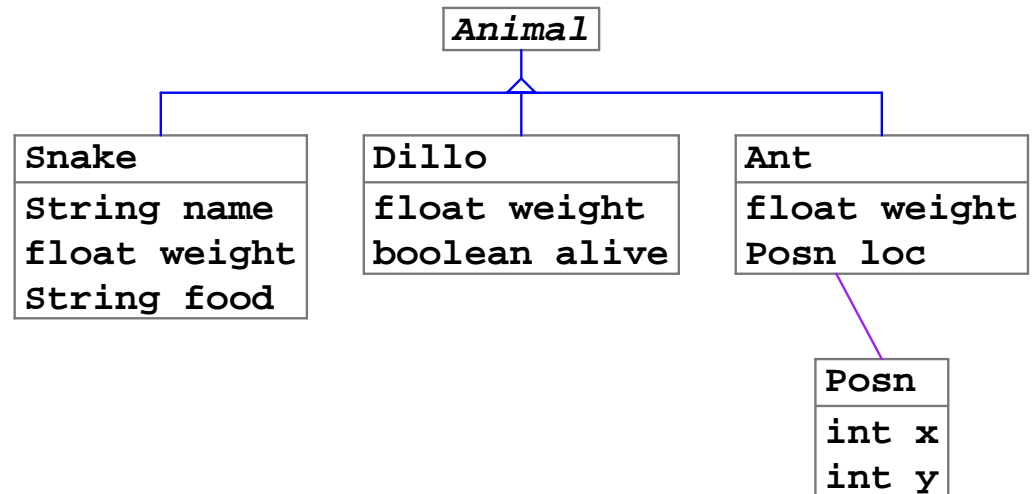 Animal
Snake
String name
float weight
String food
Dillo
float weight
boolean alive
Ant
float weight
Posn loc
Posn
int x
int y